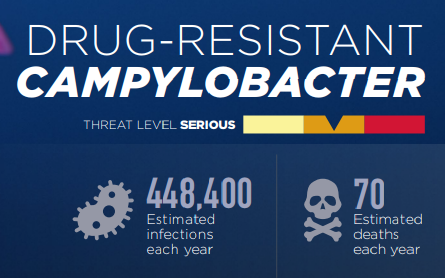 DRUG-RESISTANT
CAMPYLOBACTER
THREAT LEVEL SERIOUS
448,400
Estimated
infections
each year
70
Estimated
deaths
each year